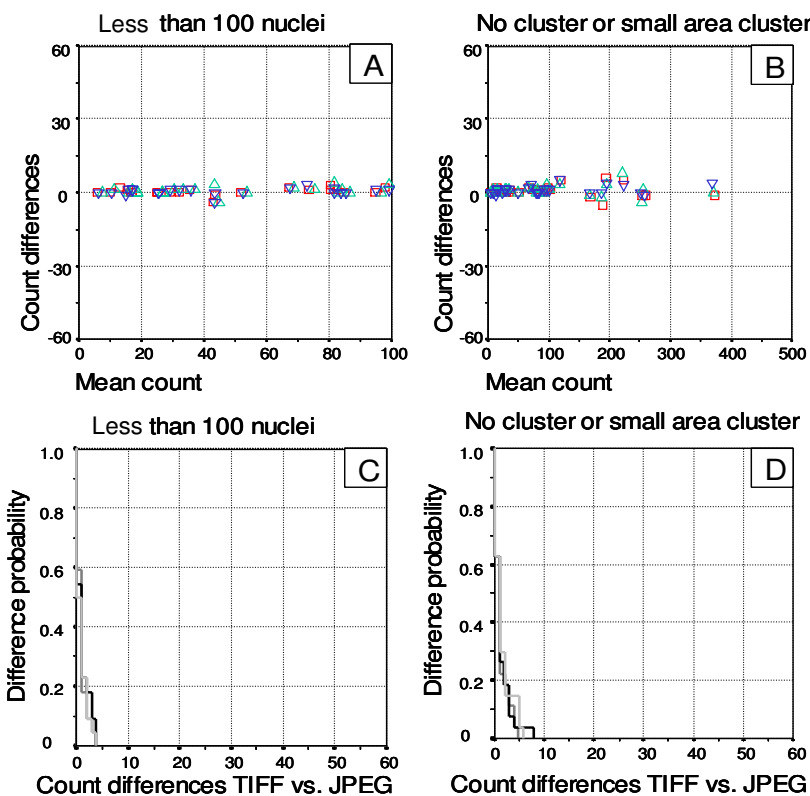 Less than 100 nuclei
No cluster or small area cluster
60
30
0
-30
-60
Count differences
A
0 20 40 60 80 100
Mean count
60
30
0
-30
-60
Count differences
B
0 100 200 300 400 500
Mean count
Less than 100 nuclei
No cluster or small area cluster
1.0
0.8
0.6
0.4
0.2
0
Difference probability
C
0 10 20 30 40 50 60
Count differences TIFF vs. JPEG
1.0
0.8
0.6
0.4
0.2
0
Difference probability
D
0 10 20 30 40 50 60
Count differences TIFF vs. JPEG